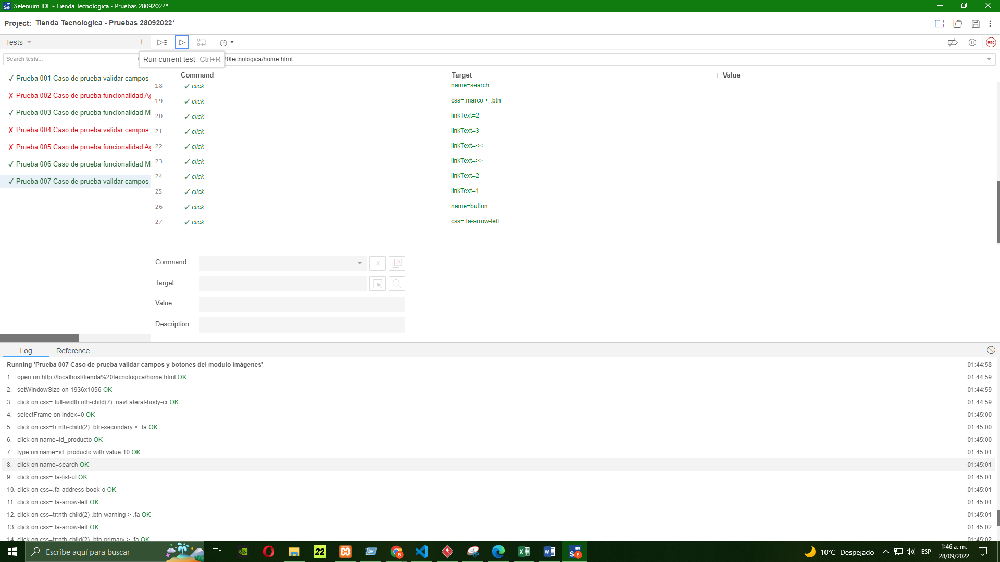 Selenium IDE - Tienda Tecnologica - Pruebas 28092022*
Project: Tienda Tecnologica - Pruebas 28092022*
Tests
Search tests...
Run current test Ctrl+R
20tecnologica/home.html
✓ Prueba 001 Caso de prueba validar campos
✗ Prueba 002 Caso de prueba funcionalidad Ag
✓ Prueba 003 Caso de prueba funcionalidad M
✗ Prueba 004 Caso de prueba validar campos
✗ Prueba 005 Caso de prueba funcionalidad Ag
✓ Prueba 006 Caso de prueba funcionalidad M
✓ Prueba 007 Caso de prueba validar campos
REC
Command Target Value
18 ✓ click name=search
19 ✓ click css=.marco > .btn
20 ✓ click linkText=2
21 ✓ click linkText=3
22 ✓ click linkText=<<
23 ✓ click linkText=>>
24 ✓ click linkText=2
25 ✓ click linkText=1
26 ✓ click name=button
27 ✓ click css=.fa-arrow-left
Command
//
Target
Value
Description
Log Reference
Running 'Prueba 007 Caso de prueba validar campos y botones del modulo Imágenes' 01:44:58
1. open on http://localhost/tienda%20tecnologica/home.html OK 01:44:59
2. setWindowSize on 1936x1056 OK 01:44:59
3. click on css=.full-width:nth-child(7) .navLateral-body-cr OK 01:44:59
4. selectFrame on index=0 OK 01:45:00
5. click on css=tr:nth-child(2) .btn-secondary > .fa OK 01:45:00
6. click on name=id_producto OK 01:45:00
7. type on name=id_producto with value 10 OK 01:45:01
8. click on name=search OK 01:45:01
9. click on css=.fa-list-ul OK 01:45:01
10. click on css=.fa-address-book-o OK 01:45:01
11. click on css=.fa-arrow-left OK 01:45:01
12. click on css=tr:nth-child(2) .btn-warning > .fa OK 01:45:01
13. click on css=.fa-arrow-left OK 01:45:02
14. click on css=tr:nth-child(2) .btn-primary > .fa OK 01:45:02
Escribe aquí para buscar
22
10°C Despejado
ESP
1:46 a. m.
28/09/2022